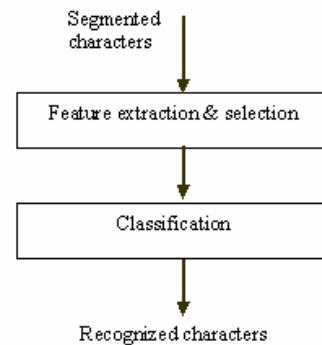 Segmented
characters
Feature extraction & selection
Classification
Recognized characters